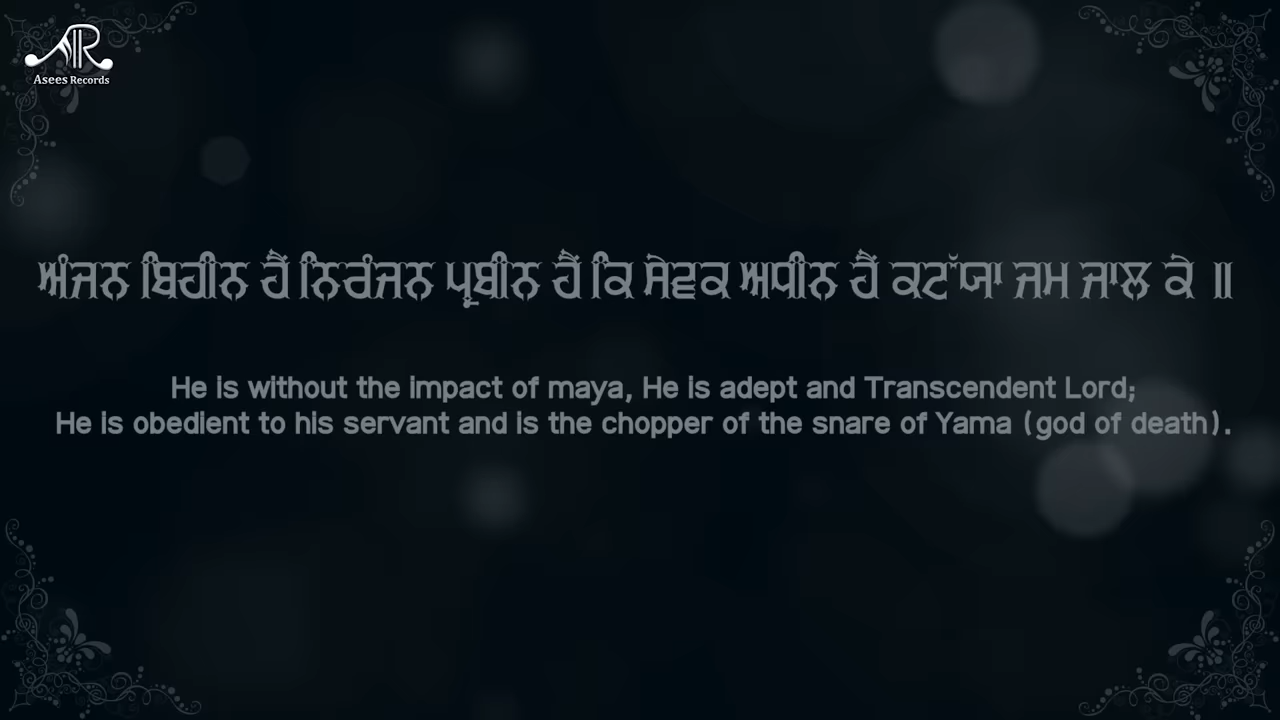 Asees Records
ਅੰਜਨ ਬਿਹੀਨ ਹੈਂ ਨਿਰੰਜਨ ਪ੍ਰਬੀਨ ਹੈਂ ਕਿ ਸੇਵਕ ਅਧੀਨ ਹੈਂ ਕਟੱਯਾ ਜਮ ਜਾਲ ਕੇ ॥
He is without the impact of maya, He is adept and Transcendent Lord;
He is obedient to his servant and is the chopper of the snare of Yama (god of death).